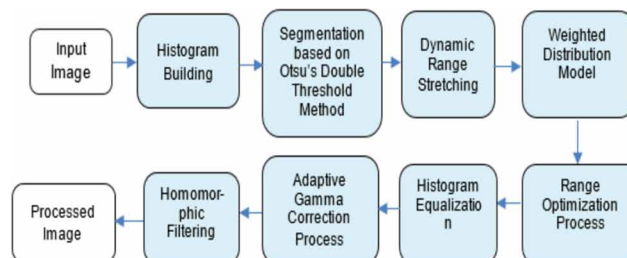 Input
Image
Histogram
Building
Segmentation
based on
Otsu's Double
Threshold
Method
Dynamic
Range
Stretching
Weighted
Distribution
Model
Range
Optimization
Process
Histogram
Equalizatio
n
Adaptive
Gamma
Correction
Process
Homomor-
phic
Filtering
Processed
Image